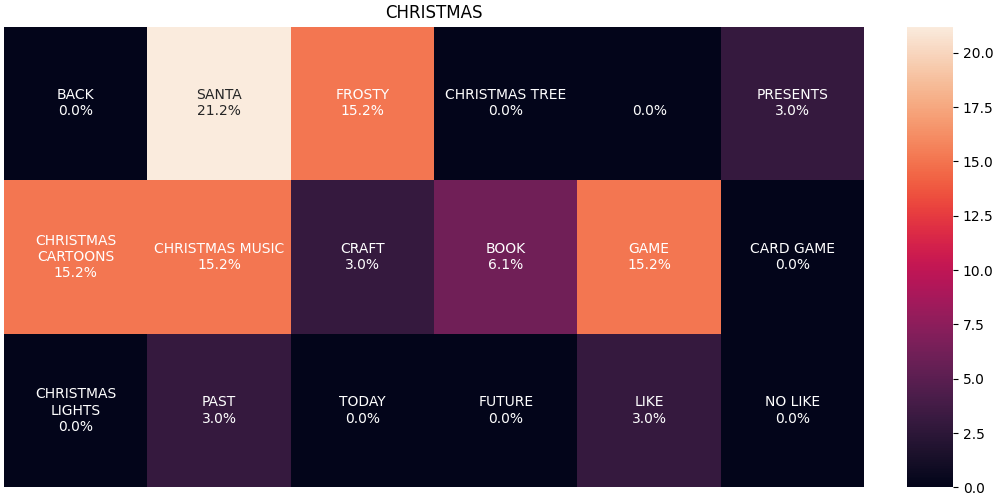 CHRISTMAS
BACK
0.0%
SANTA
21.2%
FROSTY
15.2%
CHRISTMAS TREE
0.0%
0.0%
PRESENTS
3.0%
CHRISTMAS
CARTOONS
15.2%
CHRISTMAS MUSIC
15.2%
CRAFT
3.0%
BOOK
6.1%
GAME
15.2%
CARD GAME
0.0%
CHRISTMAS
LIGHTS
0.0%
PAST
3.0%
TODAY
0.0%
FUTURE
0.0%
LIKE
3.0%
NO LIKE
0.0%
20.0
17.5
15.0
12.5
10.0
7.5
5.0
2.5
0.0